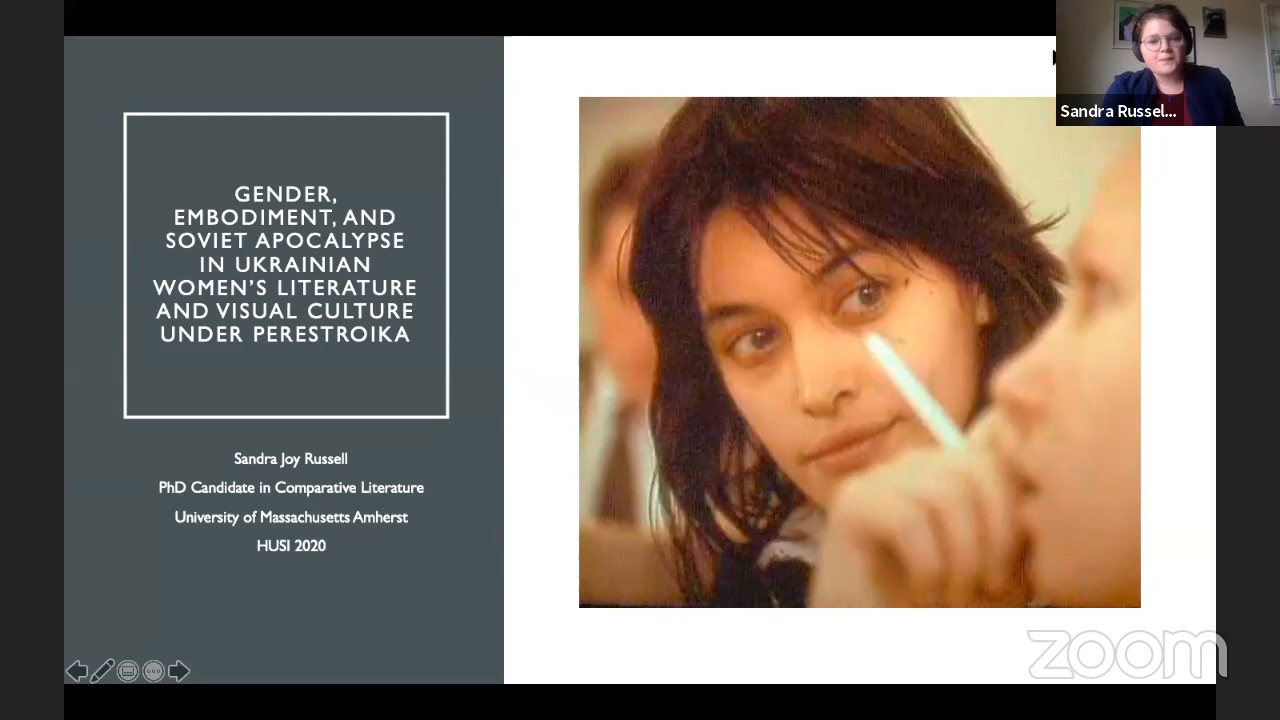 GENDER,
EMBODIMENT, AND
SOVIET APOCALYPSE
IN UKRAINIAN
WOMEN'S LITERATURE
AND VISUAL CULTURE
UNDER PERESTROIKA
Sandra Joy Russell
PhD Candidate in Comparative Literature
University of Massachusetts Amherst
HUSI 2020
Sandra Russel...
zoom